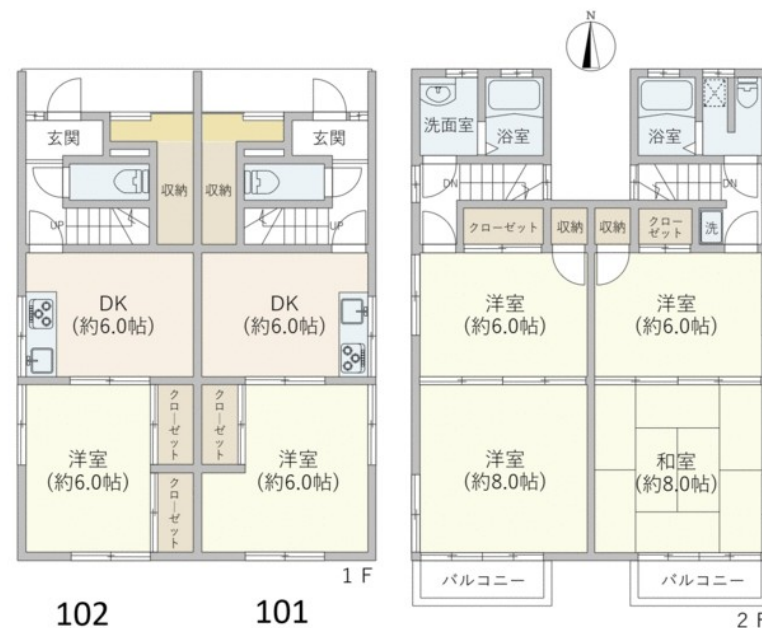 N
玄関
玄関
収納
収納
UP
UP
DK
(約6.0帖)
DK
(約6.0帖)
クローゼット
クローゼット
洋室
(約6.0帖)
洋室
(約6.0帖)
クローゼット
1 F
102
101
洗面室
浴室
浴室
DN
DN
クローゼット
収納
収納
クロー
ゼット
洗
洋室
(約6.0帖)
洋室
(約6.0帖)
洋室
(約8.0帖)
和室
(約8.0帖)
バルコニー
バルコニー
2 F